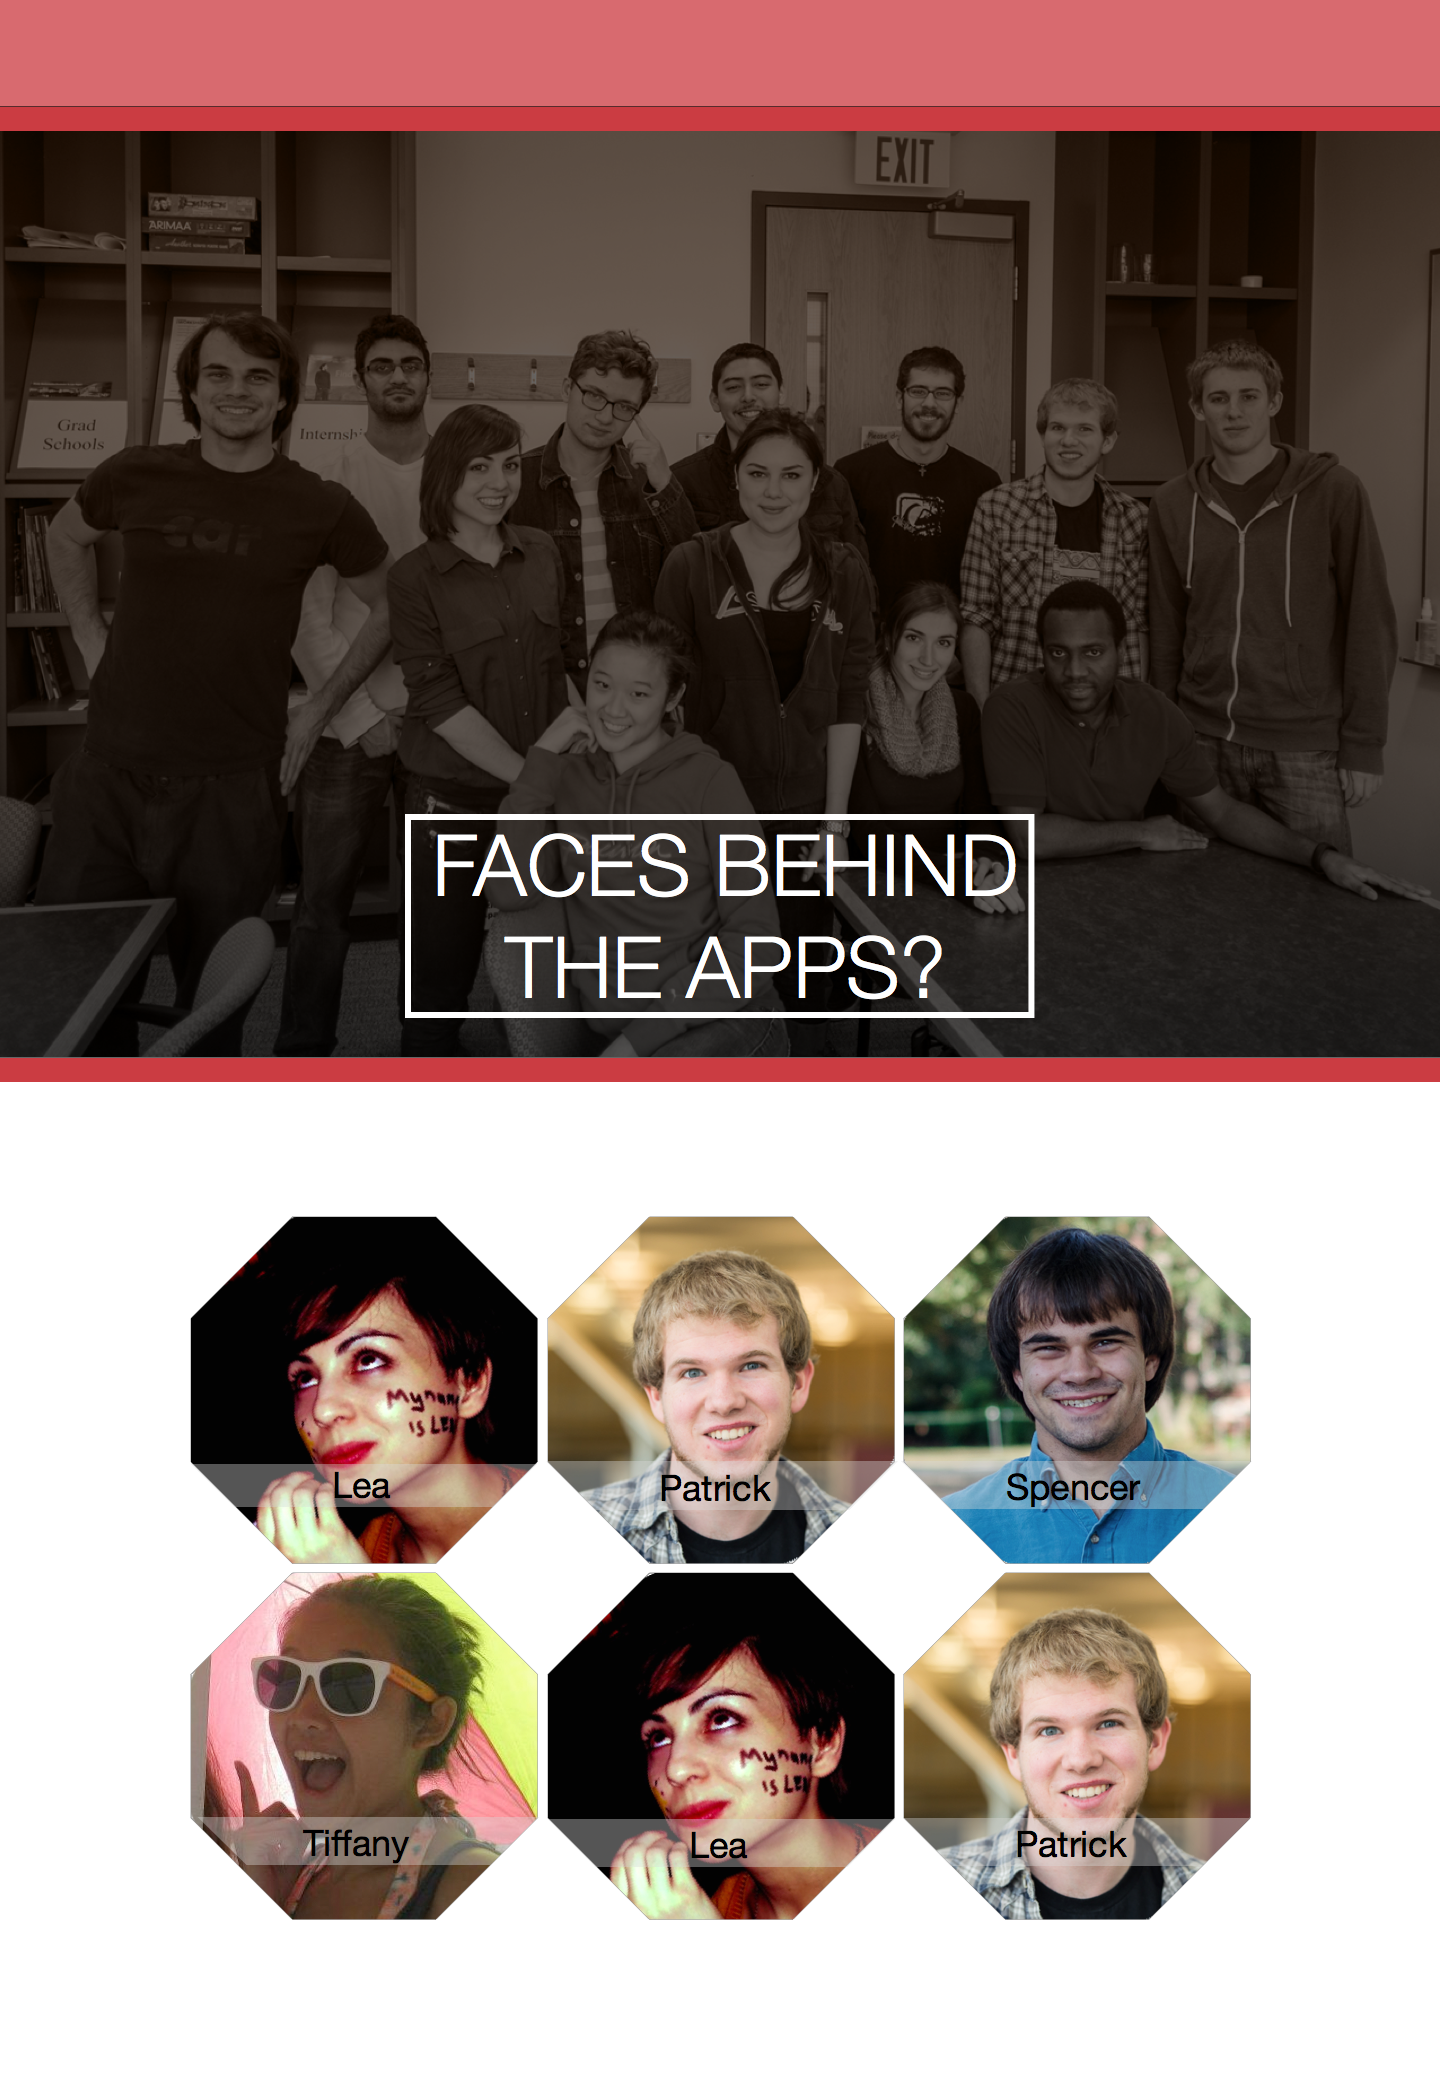 EXIT
ARIMAA
Grad
Schools
FACES BEHIND
THE APPS?
Lea
Patrick
Spencer
Tiffany
Lea
Patrick